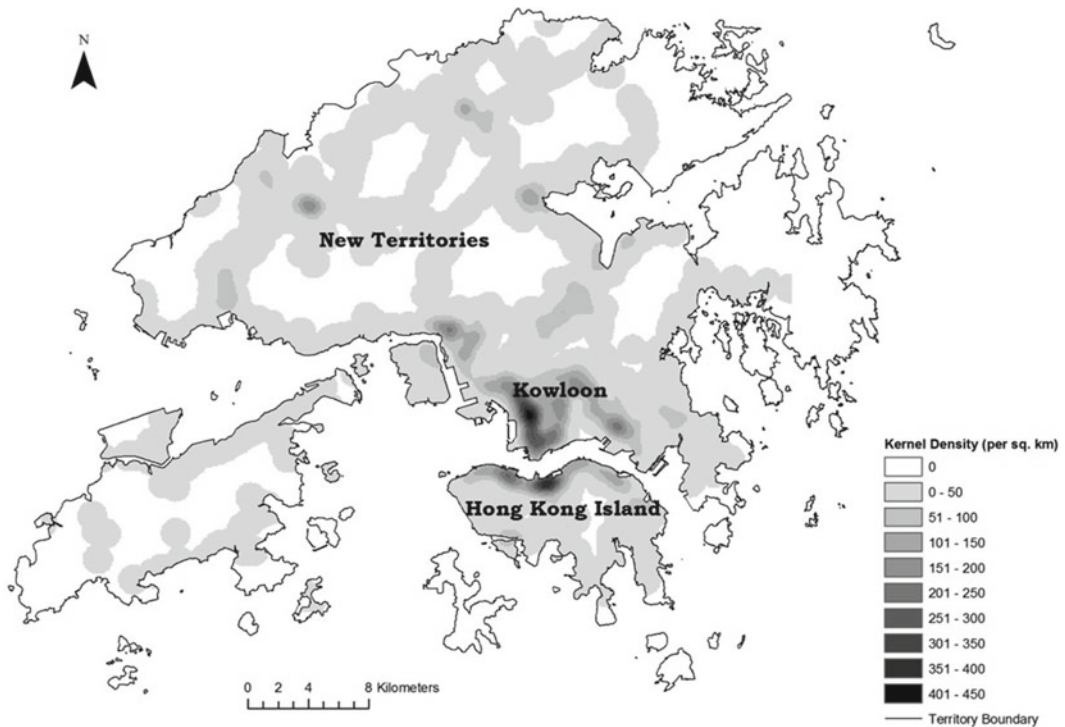 N
New Territories
Kowloon
Hong Kong Island
Kernel Density (per sq. km)
0
0 - 50
51 - 100
101 - 150
151 - 200
201 - 250
251 - 300
301 - 350
351 - 400
401 - 450
Territory Boundary
0 2 4 8 Kilometers